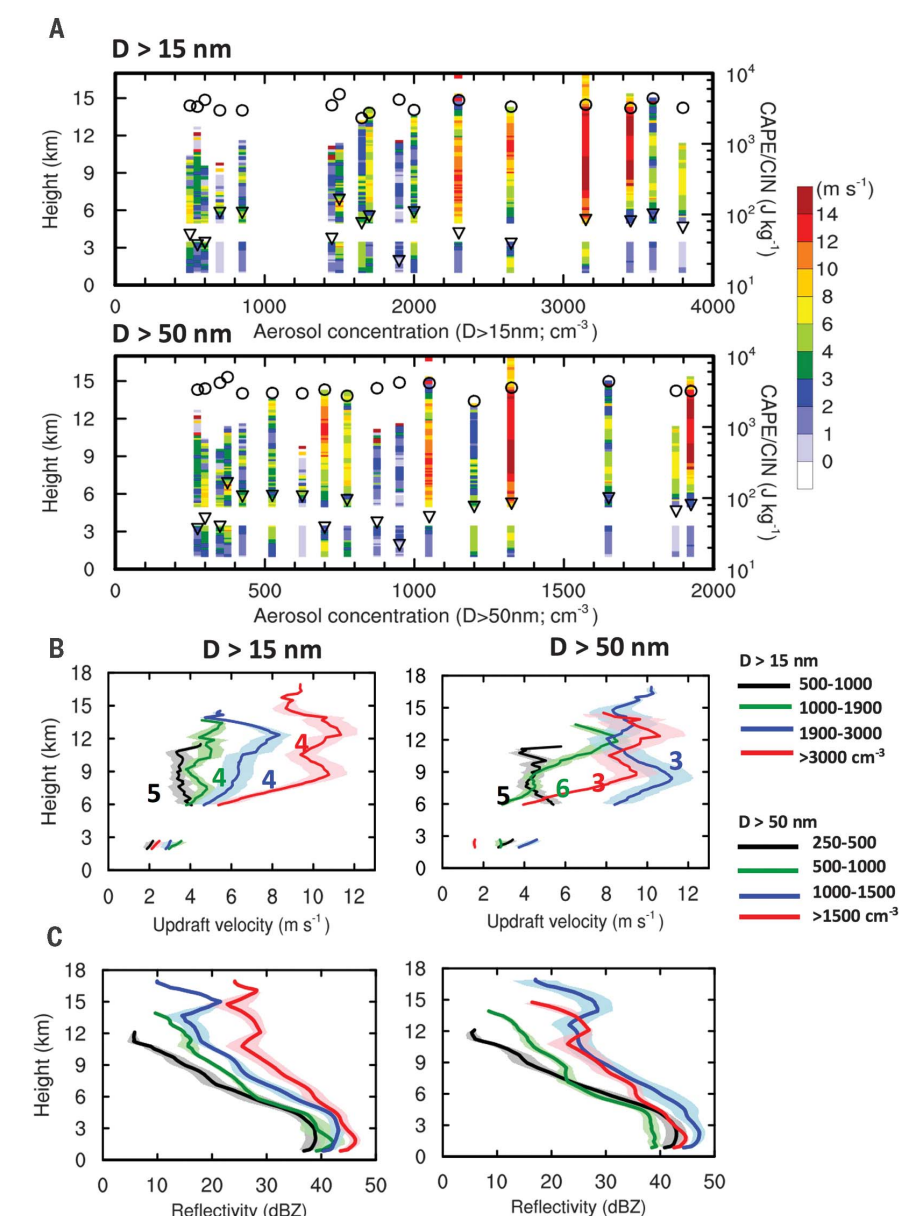 A
D > 15 nm
Height (km)
15
12
9
6
3
0
0 1000 2000 3000 4000
Aerosol concentration (D>15nm; cm-3)
10⁴
10³
10²
10¹
CAPE/CIN (J kg⁻¹)
(m s⁻¹)
14
12
10
8
6
4
3
2
1
0
D > 50 nm
Height (km)
15
12
9
6
3
0
0 500 1000 1500 2000
Aerosol concentration (D>50nm; cm⁻³)
10⁴
10³
10²
10¹
CAPE/CIN (J kg⁻¹)
B
D > 15 nm
Height (km)
18
15
12
9
6
3
0
5 4 4 4
0 2 4 6 8 10 12
Updraft velocity (m s⁻¹)
D > 50 nm
Height (km)
18
15
12
9
6
3
0
5 6 3 3
0 2 4 6 8 10 12
Updraft velocity (m s⁻¹)
D > 15 nm
500-1000
1000-1900
1900-3000
>3000 cm⁻³
D > 50 nm
250-500
500-1000
1000-1500
>1500 cm⁻³
C
Height (km)
18
15
12
9
6
3
0
0 10 20 30 40 50
Reflectivity (dBZ)
18
15
12
9
6
3
0
0 10 20 30 40 50
Reflectivity (dBZ)